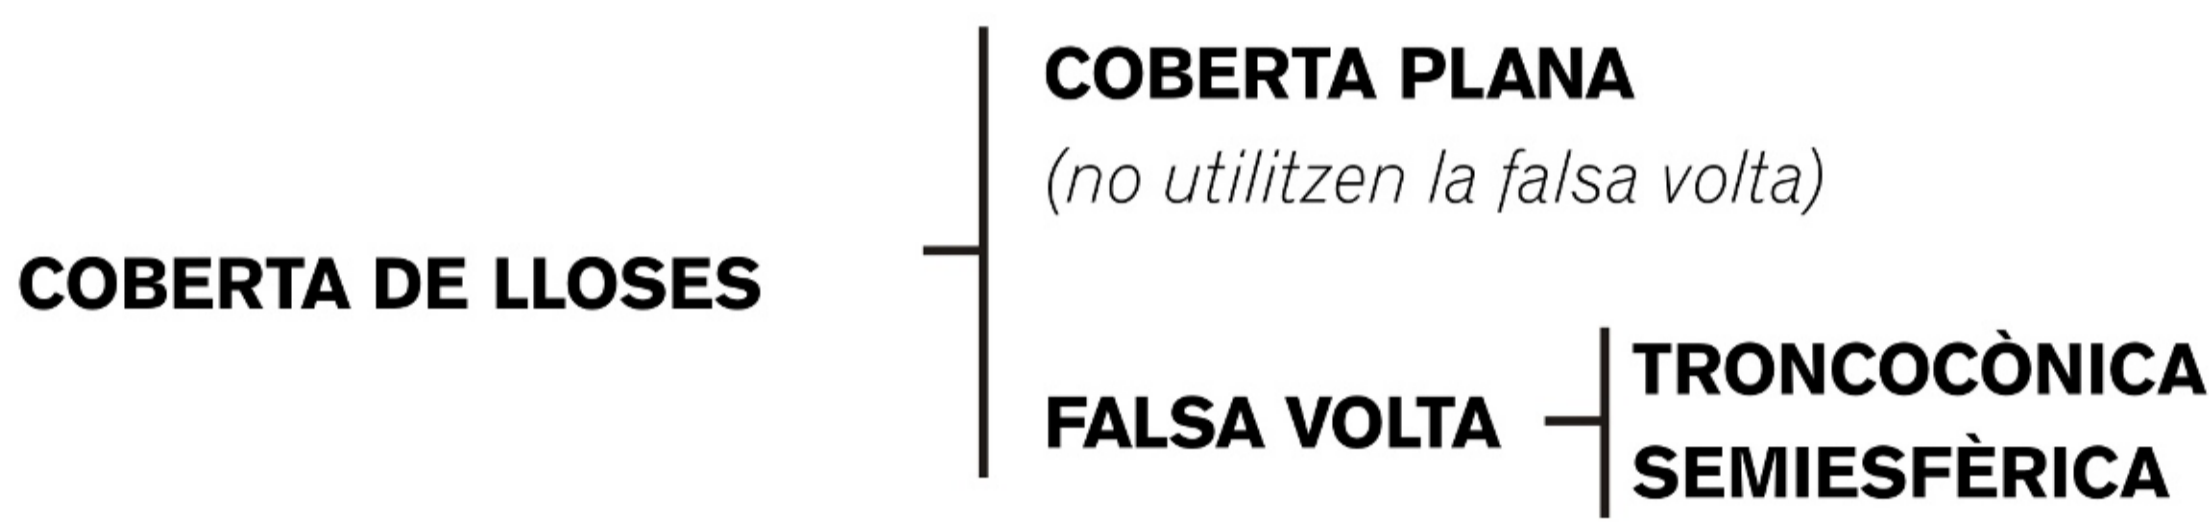 COBERTA PLANA
(no utilitzen la falsa volta)
COBERTA DE LLOSES
FALSA VOLTA
TRONCOCÒNICA
SEMIESFÈRICA